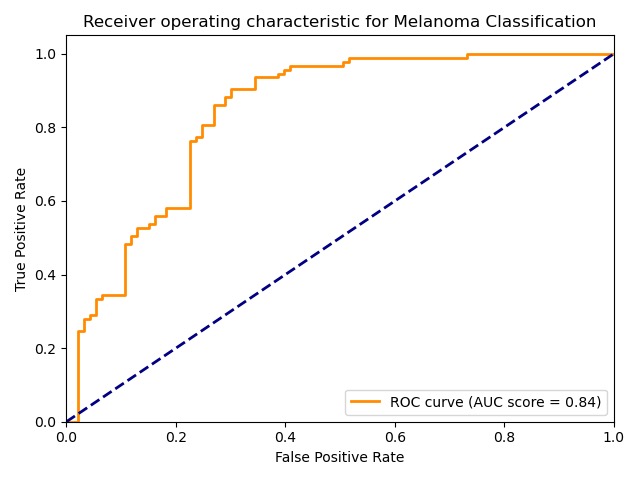 Receiver operating characteristic for Melanoma Classification
True Positive Rate
1.0
0.8
0.6
0.4
0.2
0.0
ROC curve (AUC score = 0.84)
0.0 0.2 0.4 0.6 0.8 1.0
False Positive Rate